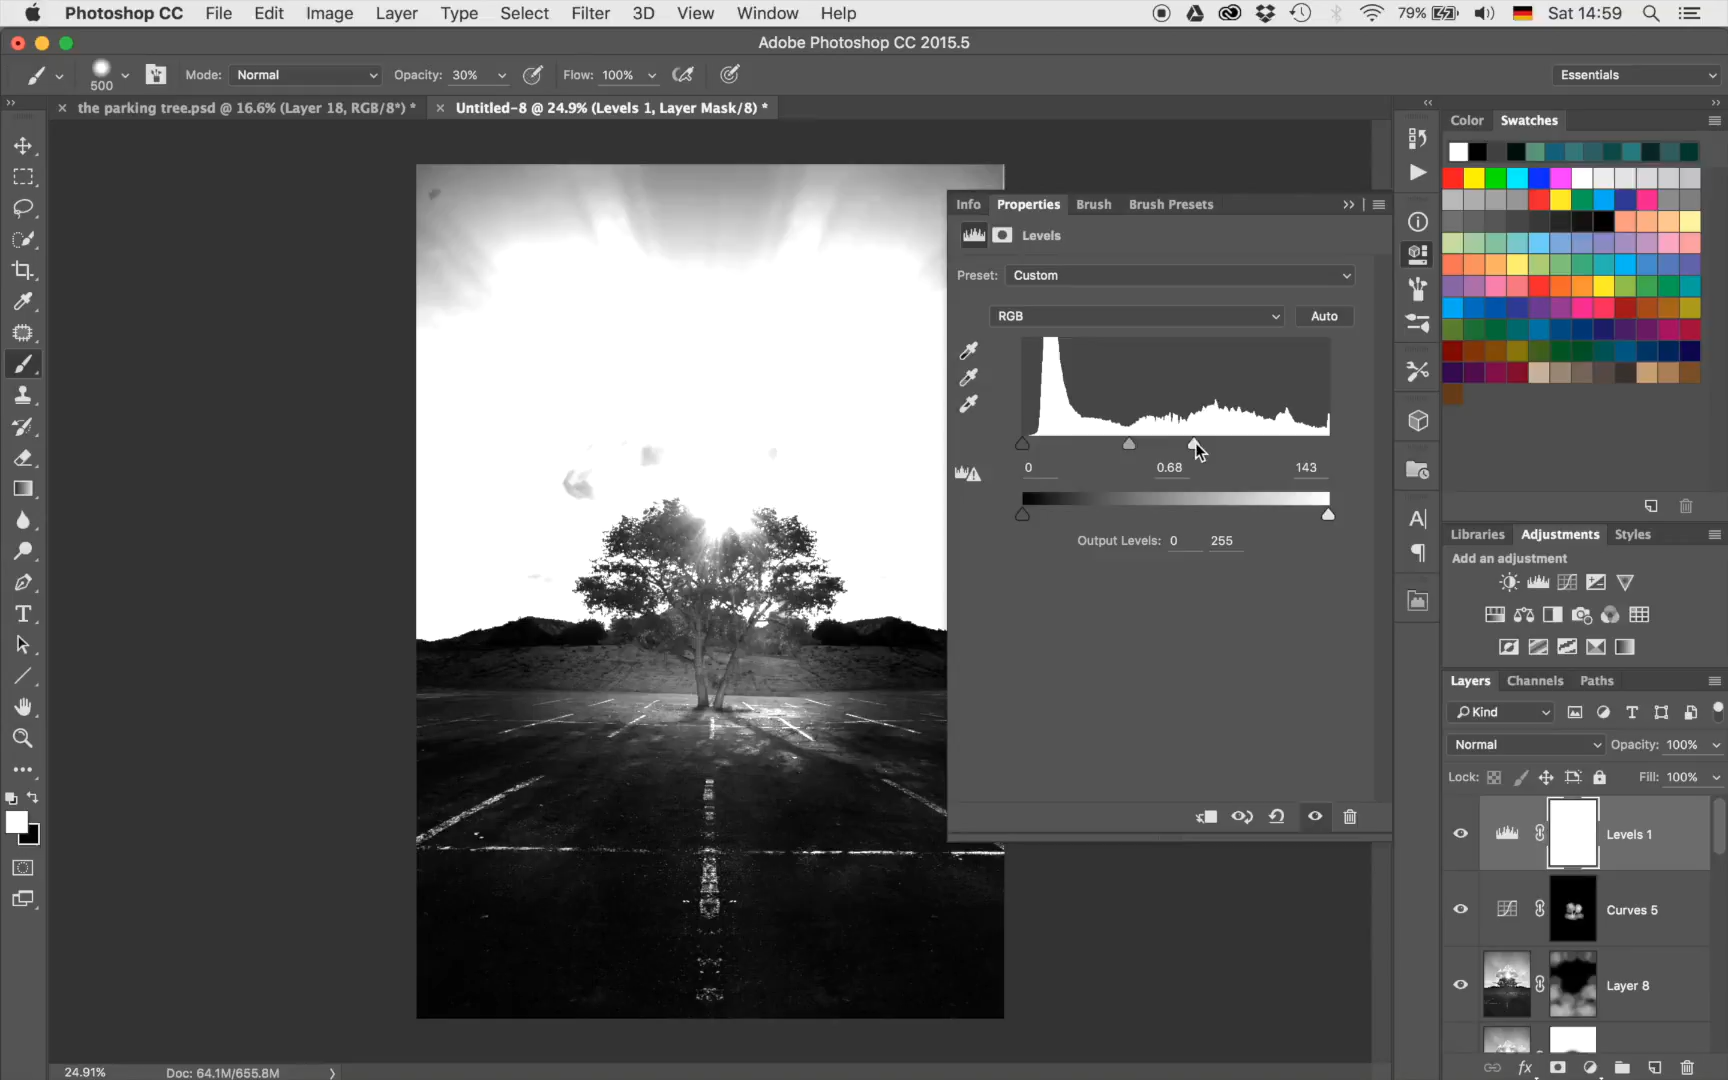 Photoshop CC File Edit Image Layer Type Select Filter 3D View Window Help 79% Sat 14:59
Adobe Photoshop CC 2015.5
500 Mode: Normal Opacity: 30% Flow: 100% Essentials
the parking tree.psd @ 16.6% (Layer 18, RGB/8*) * Untitled-8 @ 24.9% (Levels 1, Layer Mask/8) *
Color Swatches
Info Properties Brush Brush Presets
Levels
Preset: Custom
RGB Auto
0 0.68 143
Output Levels: 0 255
Libraries Adjustments Styles
Add an adjustment
Layers Channels Paths
Kind
Normal Opacity: 100%
Lock: Fill: 100%
Levels 1
Curves 5
Layer 8
24.91% Doc: 64.1M/655.8M